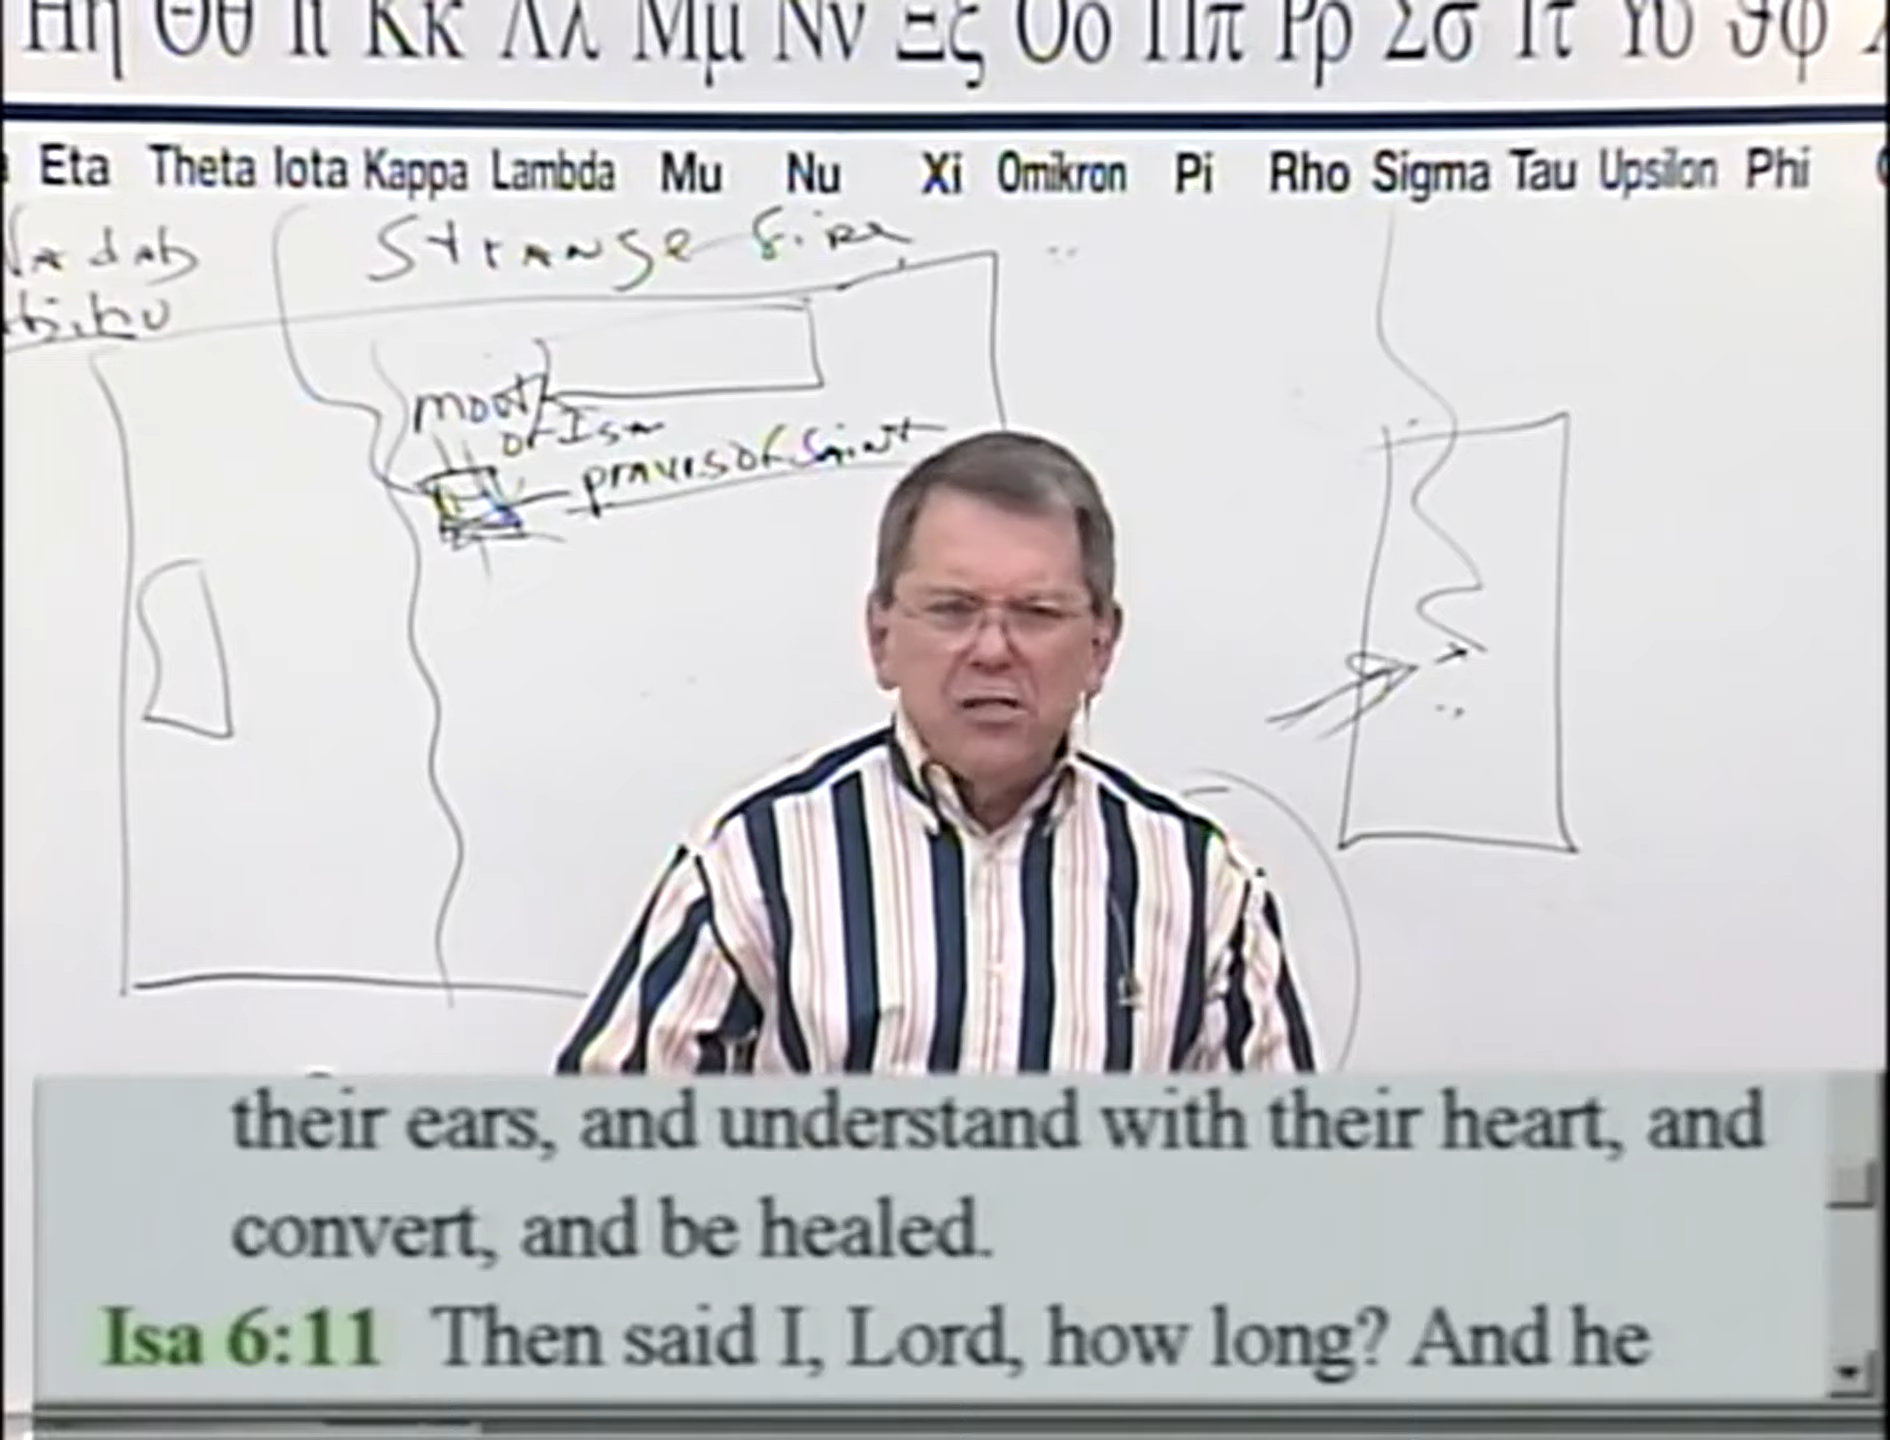 Ηη Θθ Ιι Κκ Λλ Μμ Νν Ξξ Οο Ππ Ρρ Σσ Ττ Υυ ϑφ
Eta Theta Iota Kappa Lambda Mu Nu Xi Omikron Pi Rho Sigma Tau Upsilon Phi
Strange fire
mouth
of Isa
their ears, and understand with their heart, and
convert, and be healed.
Isa 6:11 Then said I, Lord, how long? And he